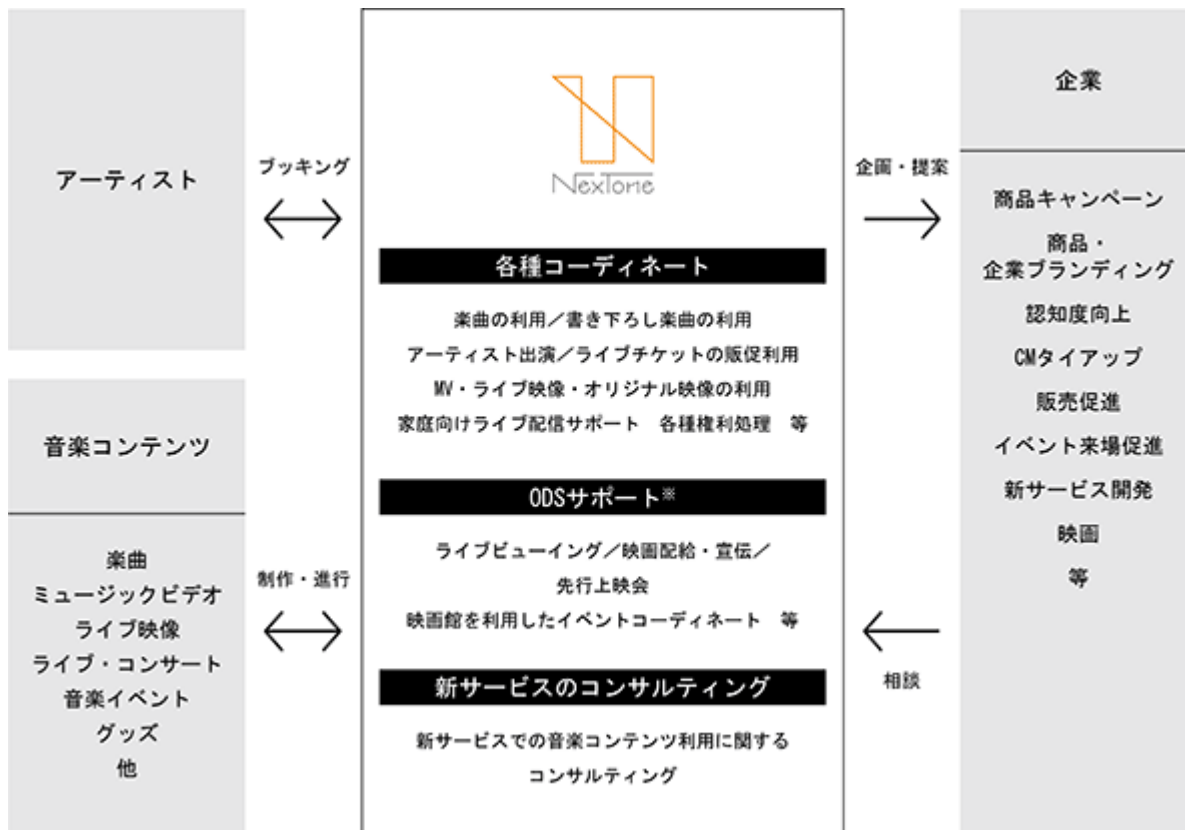 アーティスト
音楽コンテンツ
楽曲
ミュージックビデオ
ライブ映像
ライブ・コンサート
音楽イベント
グッズ
他
ブッキング
制作・進行
NexTone
各種コーディネート
楽曲の利用／書き下ろし楽曲の利用
アーティスト出演／ライブチケットの販促利用
MV・ライブ映像・オリジナル映像の利用
家庭向けライブ配信サポート　各種権利処理　等
ODSサポート※
ライブビューイング／映画配給・宣伝／
先行上映会
映画館を利用したイベントコーディネート　等
新サービスのコンサルティング
新サービスでの音楽コンテンツ利用に関する
コンサルティング
企画・提案
相談
企業
商品キャンペーン
商品・
企業ブランディング
認知度向上
CMタイアップ
販売促進
イベント来場促進
新サービス開発
映画
等